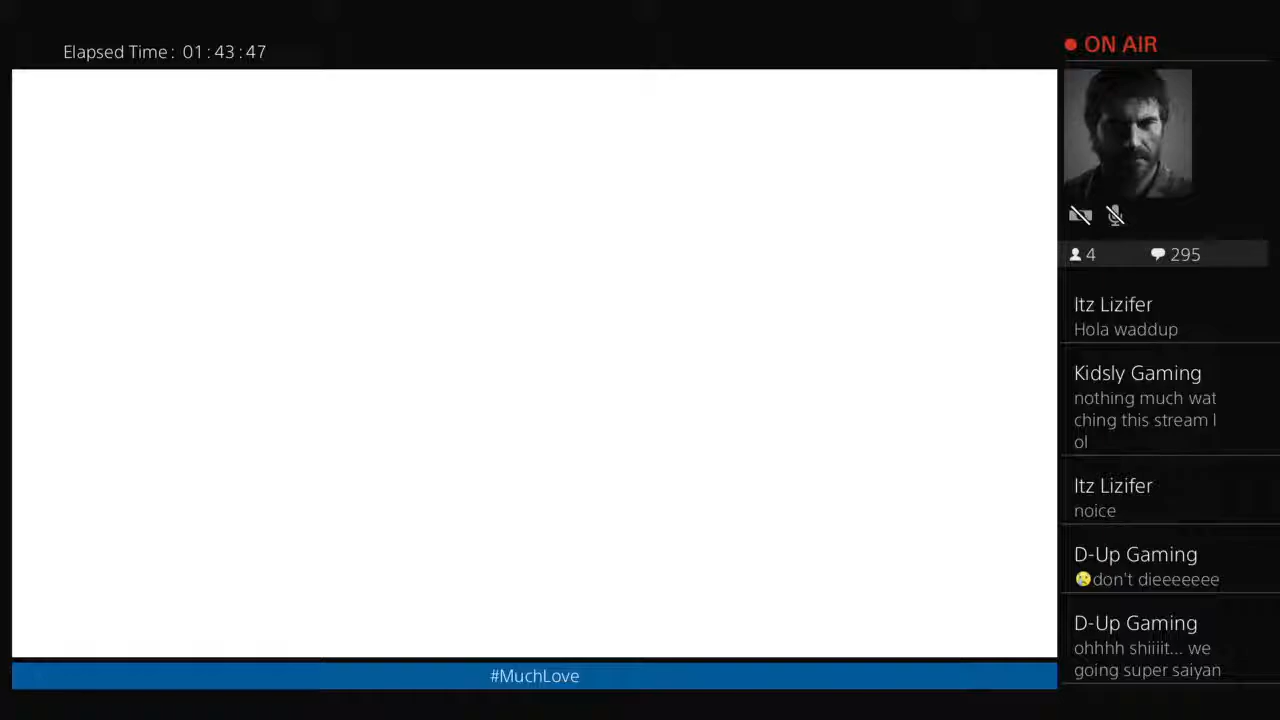 Elapsed Time: 01:43:47
ON AIR
4 295
Itz Lizifer
Hola waddup
Kidsly Gaming
nothing much wat
ching this stream l
ol
Itz Lizifer
noice
D-Up Gaming
don't dieeeeeee
D-Up Gaming
ohhhh shiiiit... we
going super saiyan
#MuchLove